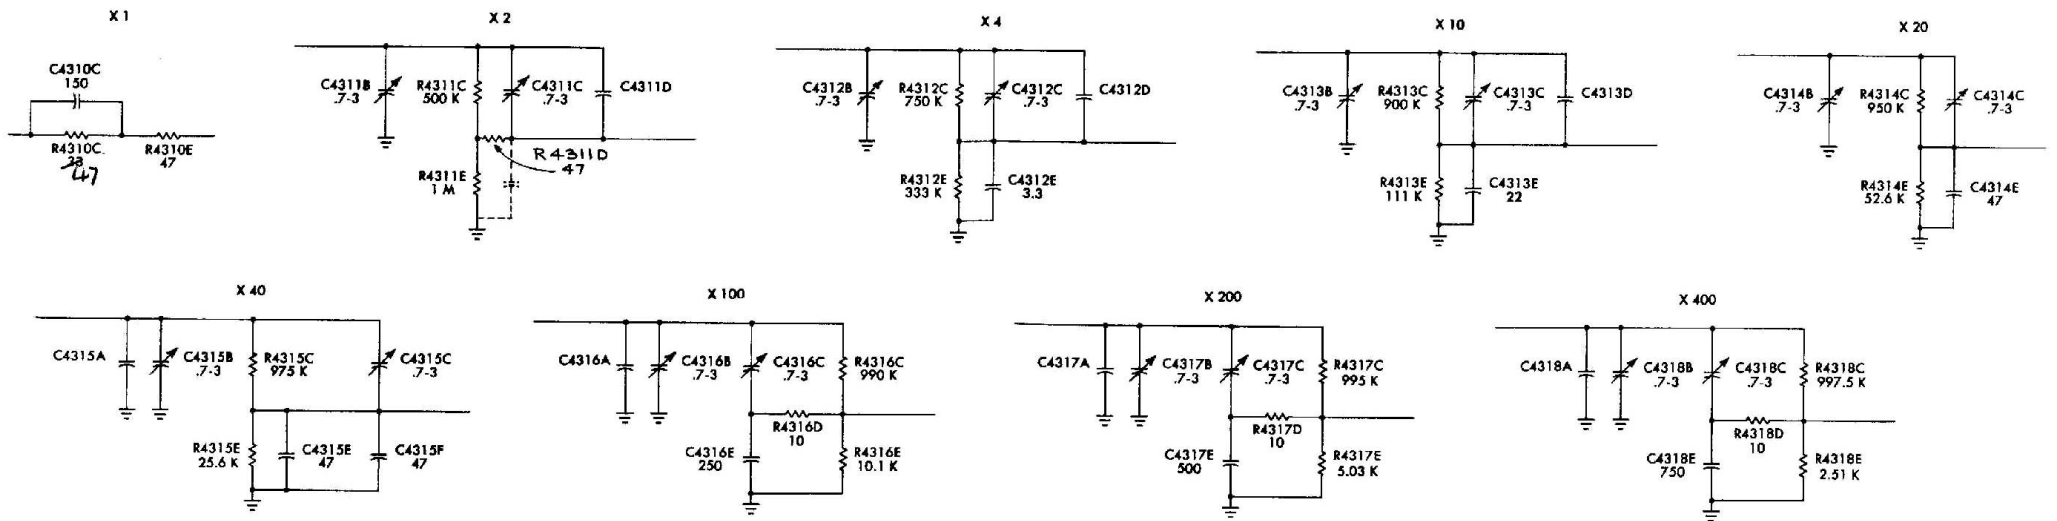 X 1
C4310C
150
R4310C
33
47
R4310E
47
X 2
C4311B
.7-3
R4311C
500 K
C4311C
.7-3
C4311D
R4311D
47
R4311E
1 M
X 4
C4312B
.7-3
R4312C
750 K
C4312C
.7-3
C4312D
R4312E
333 K
C4312E
3.3
X 10
C4313B
.7-3
R4313C
900 K
C4313C
.7-3
C4313D
R4313E
111 K
C4313E
22
X 20
C4314B
.7-3
R4314C
950 K
C4314C
.7-3
R4314E
52.6 K
C4314E
47
X 40
C4315A
C4315B
.7-3
R4315C
975 K
C4315C
.7-3
R4315E
25.6 K
C4315E
47
C4315F
47
X 100
C4316A
C4316B
.7-3
C4316C
.7-3
R4316C
990 K
R4316D
10
C4316E
250
R4316E
10.1 K
X 200
C4317A
C4317B
.7-3
C4317C
.7-3
R4317C
995 K
R4317D
10
C4317E
500
R4317E
5.03 K
X 400
C4318A
C4318B
.7-3
C4318C
.7-3
R4318C
997.5 K
R4318D
10
C4318E
750
R4318E
2.51 K